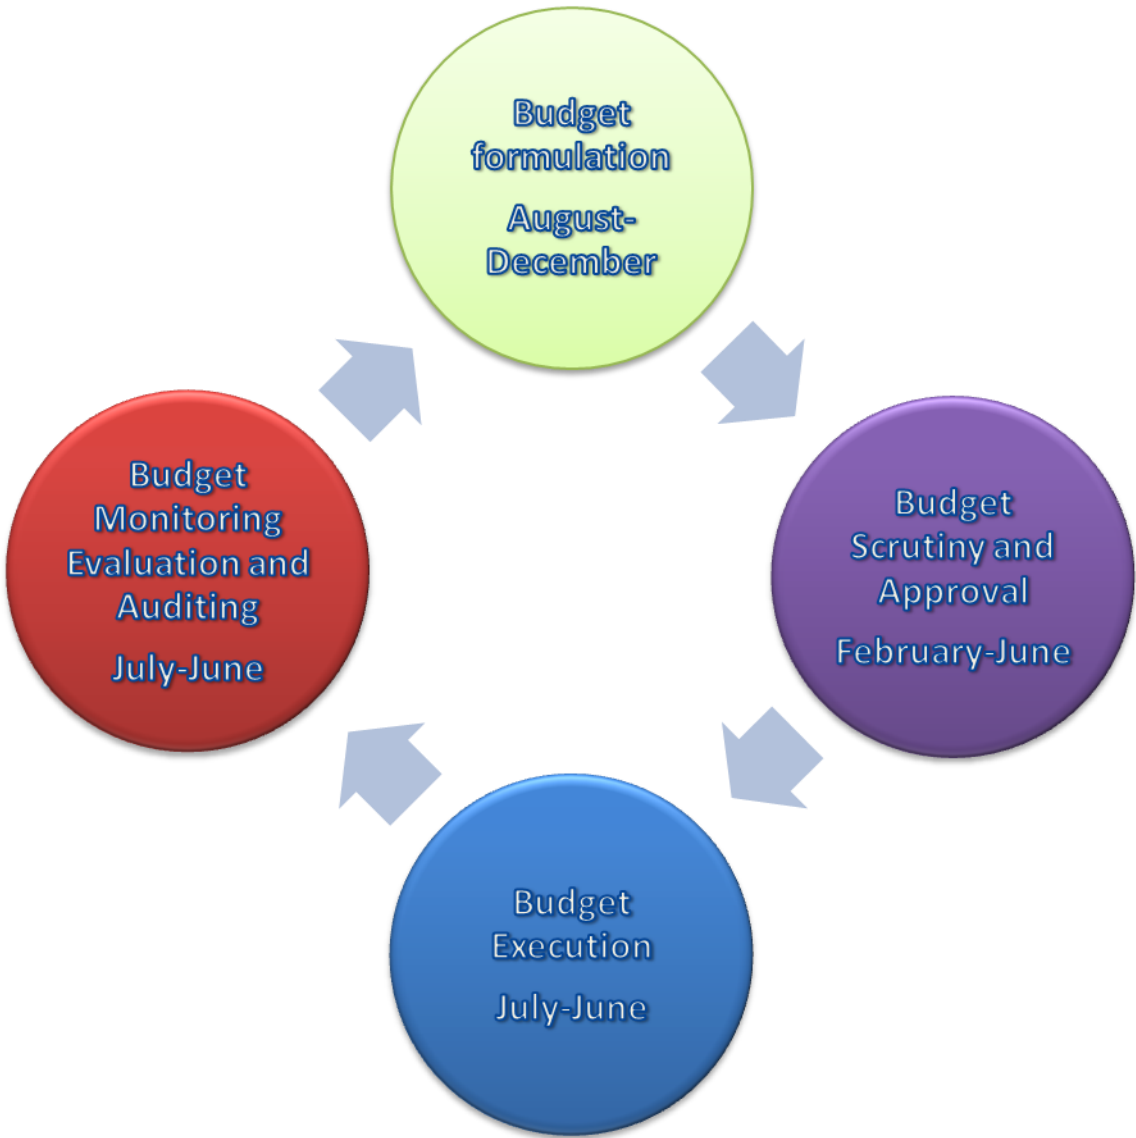 Budget
formulation
August-
December
Budget
Scrutiny and
Approval
February-June
Budget
Execution
July-June
Budget
Monitoring
Evaluation and
Auditing
July-June